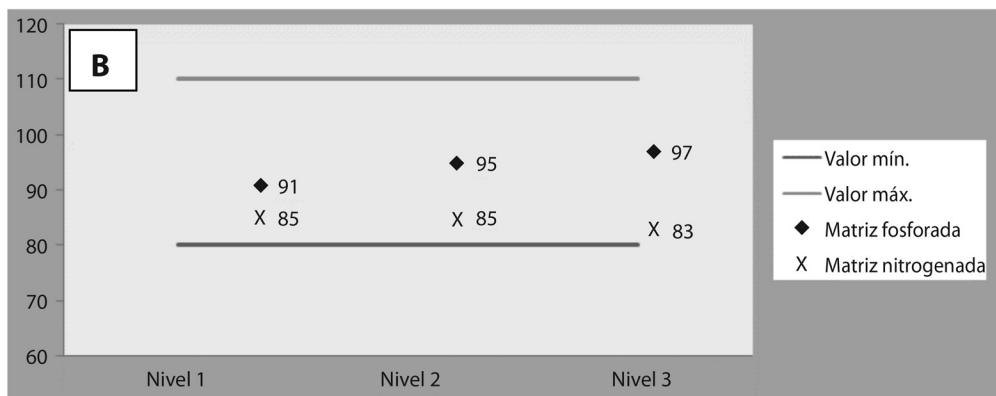 120
B
110
100
97
95
91
Valor mín.
Valor máx.
90
85
85
83
Matriz fosforada
Matriz nitrogenada
80
70
60
Nivel 1
Nivel 2
Nivel 3